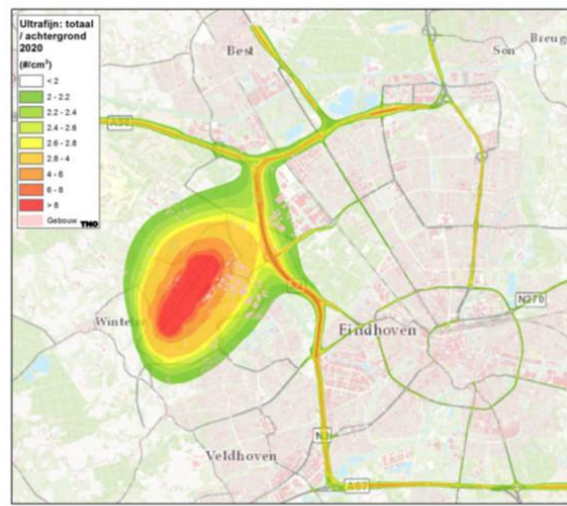 Ultrafijn: totaal
/ achtergrond
2020
(#/cm³)
< 2
2 - 2.2
2.2 - 2.4
2.4 - 2.6
2.6 - 2.8
2.8 - 4
4 - 6
6 - 8
> 8
Gebouw TNO
Best
Son
Breug
A58
N270
Eindhoven
Veldhoven
N2
A67